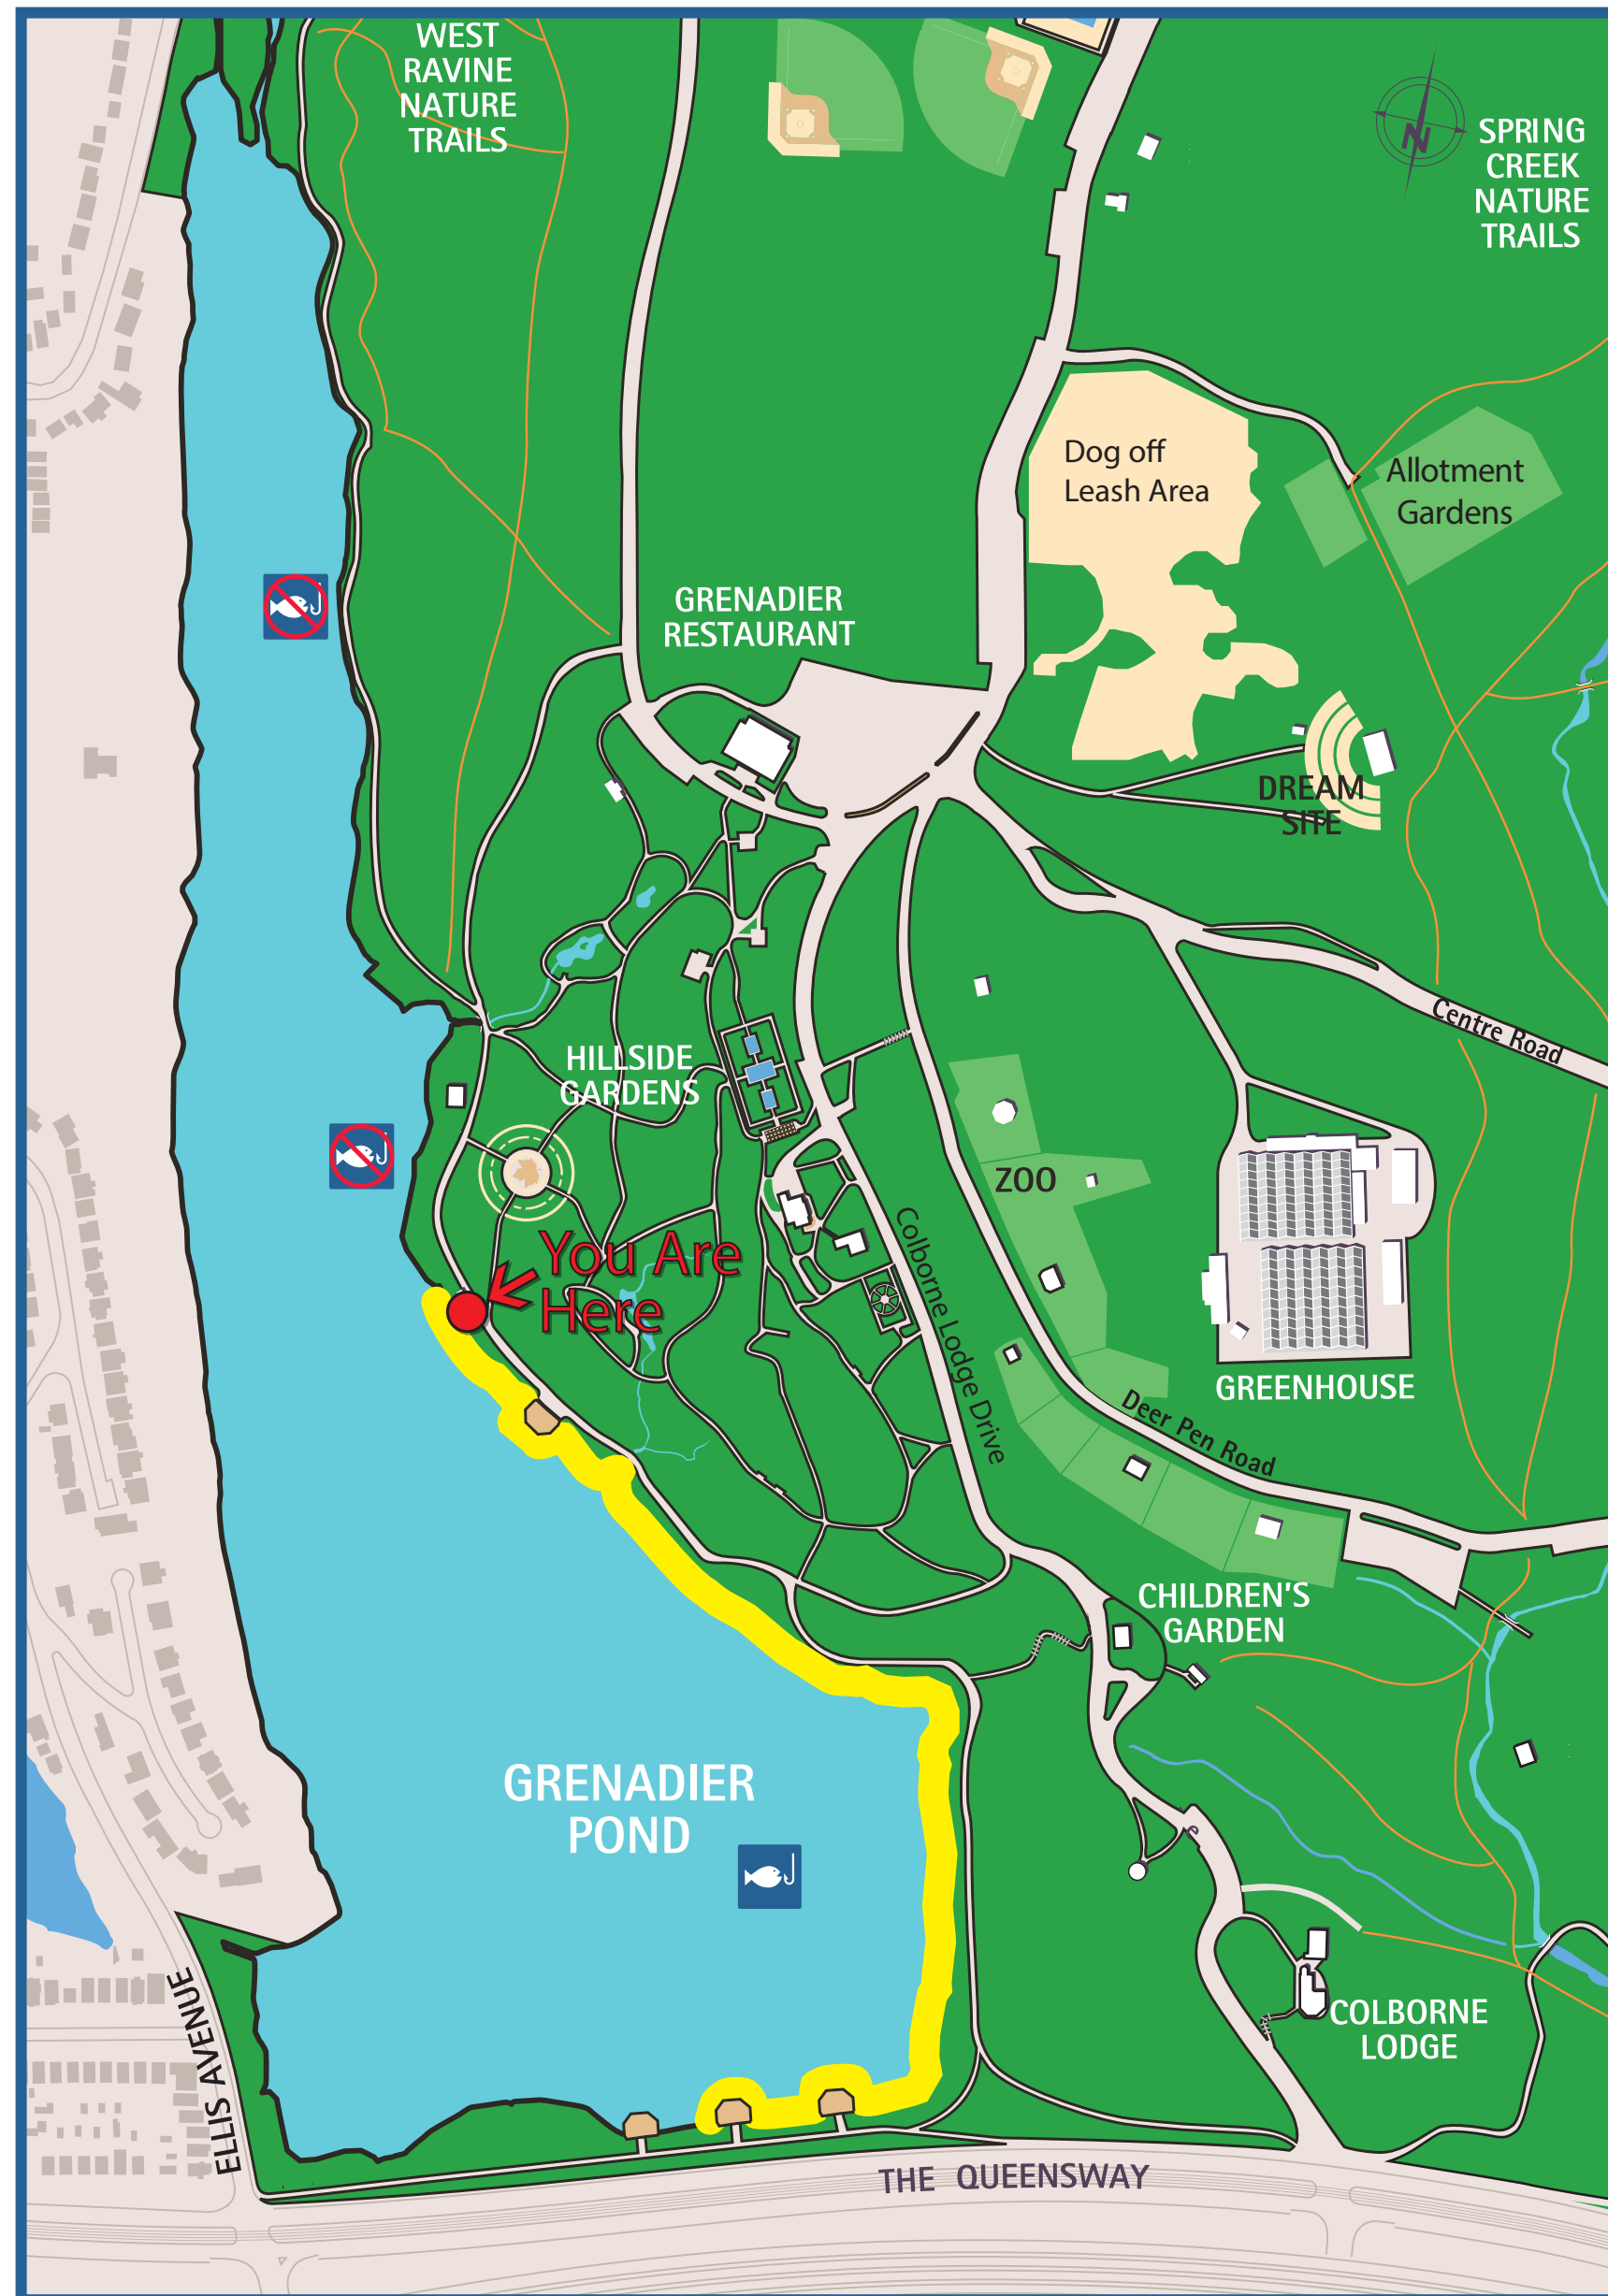 WEST
RAVINE
NATURE
TRAILS
N
SPRING
CREEK
NATURE
TRAILS
Dog off
Leash Area
Allotment
Gardens
GRENADIER
RESTAURANT
DREAM
SITE
Centre Road
HILLSIDE
GARDENS
ZOO
You Are
Here
Colborne Lodge Drive
GREENHOUSE
Deer Pen Road
CHILDREN'S
GARDEN
GRENADIER
POND
COLBORNE
LODGE
ELLIS AVENUE
THE QUEENSWAY